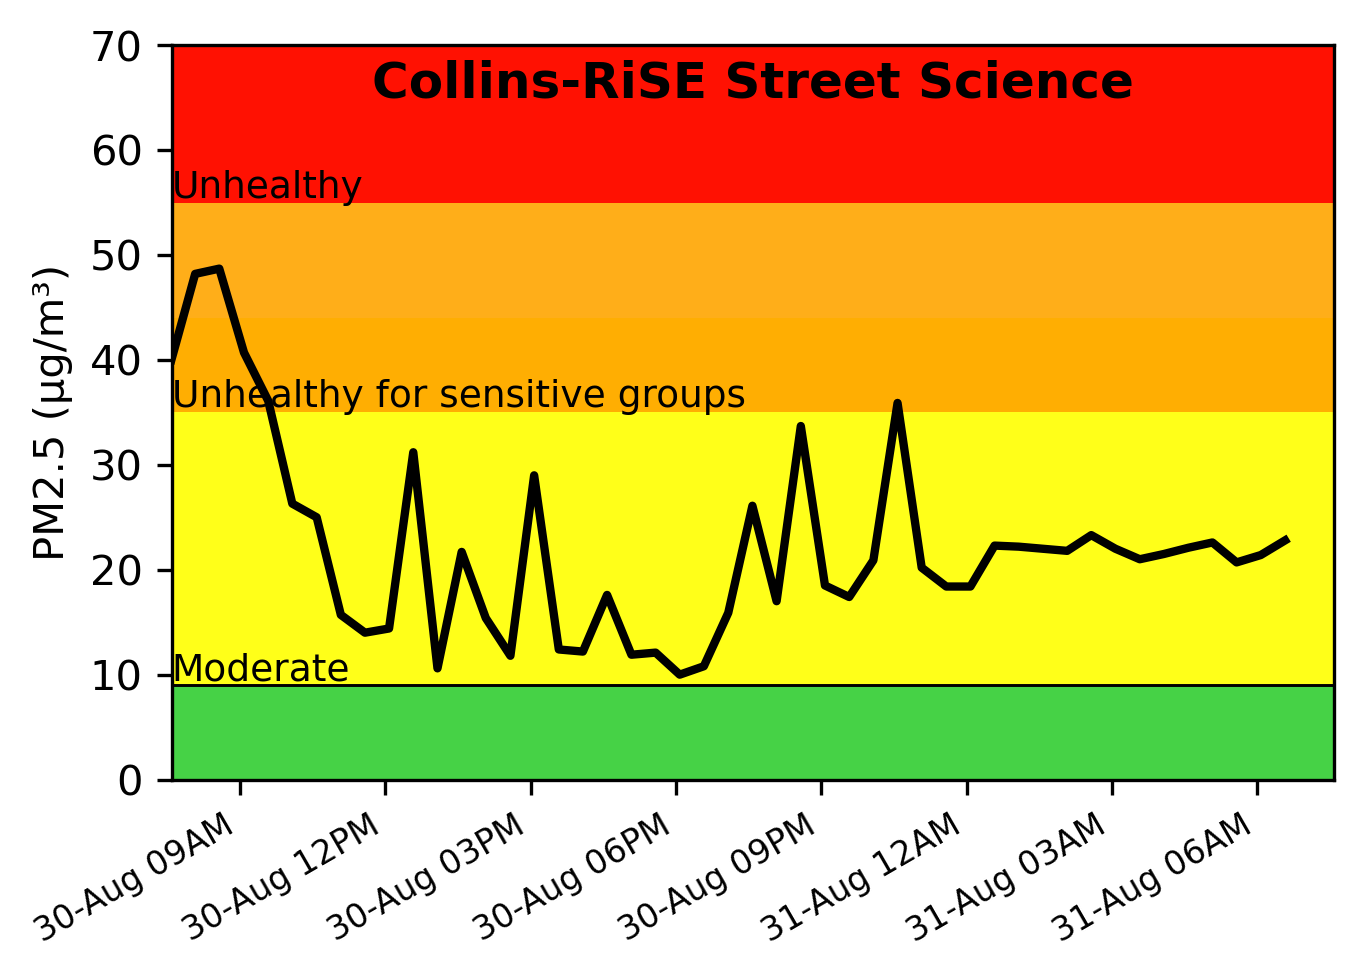 Collins-RiSE Street Science
70
60
50
40
30
20
10
0
PM2.5 (µg/m³)
Unhealthy
Unhealthy for sensitive groups
Moderate
30-Aug 09AM
30-Aug 12PM
30-Aug 03PM
30-Aug 06PM
30-Aug 09PM
31-Aug 12AM
31-Aug 03AM
31-Aug 06AM